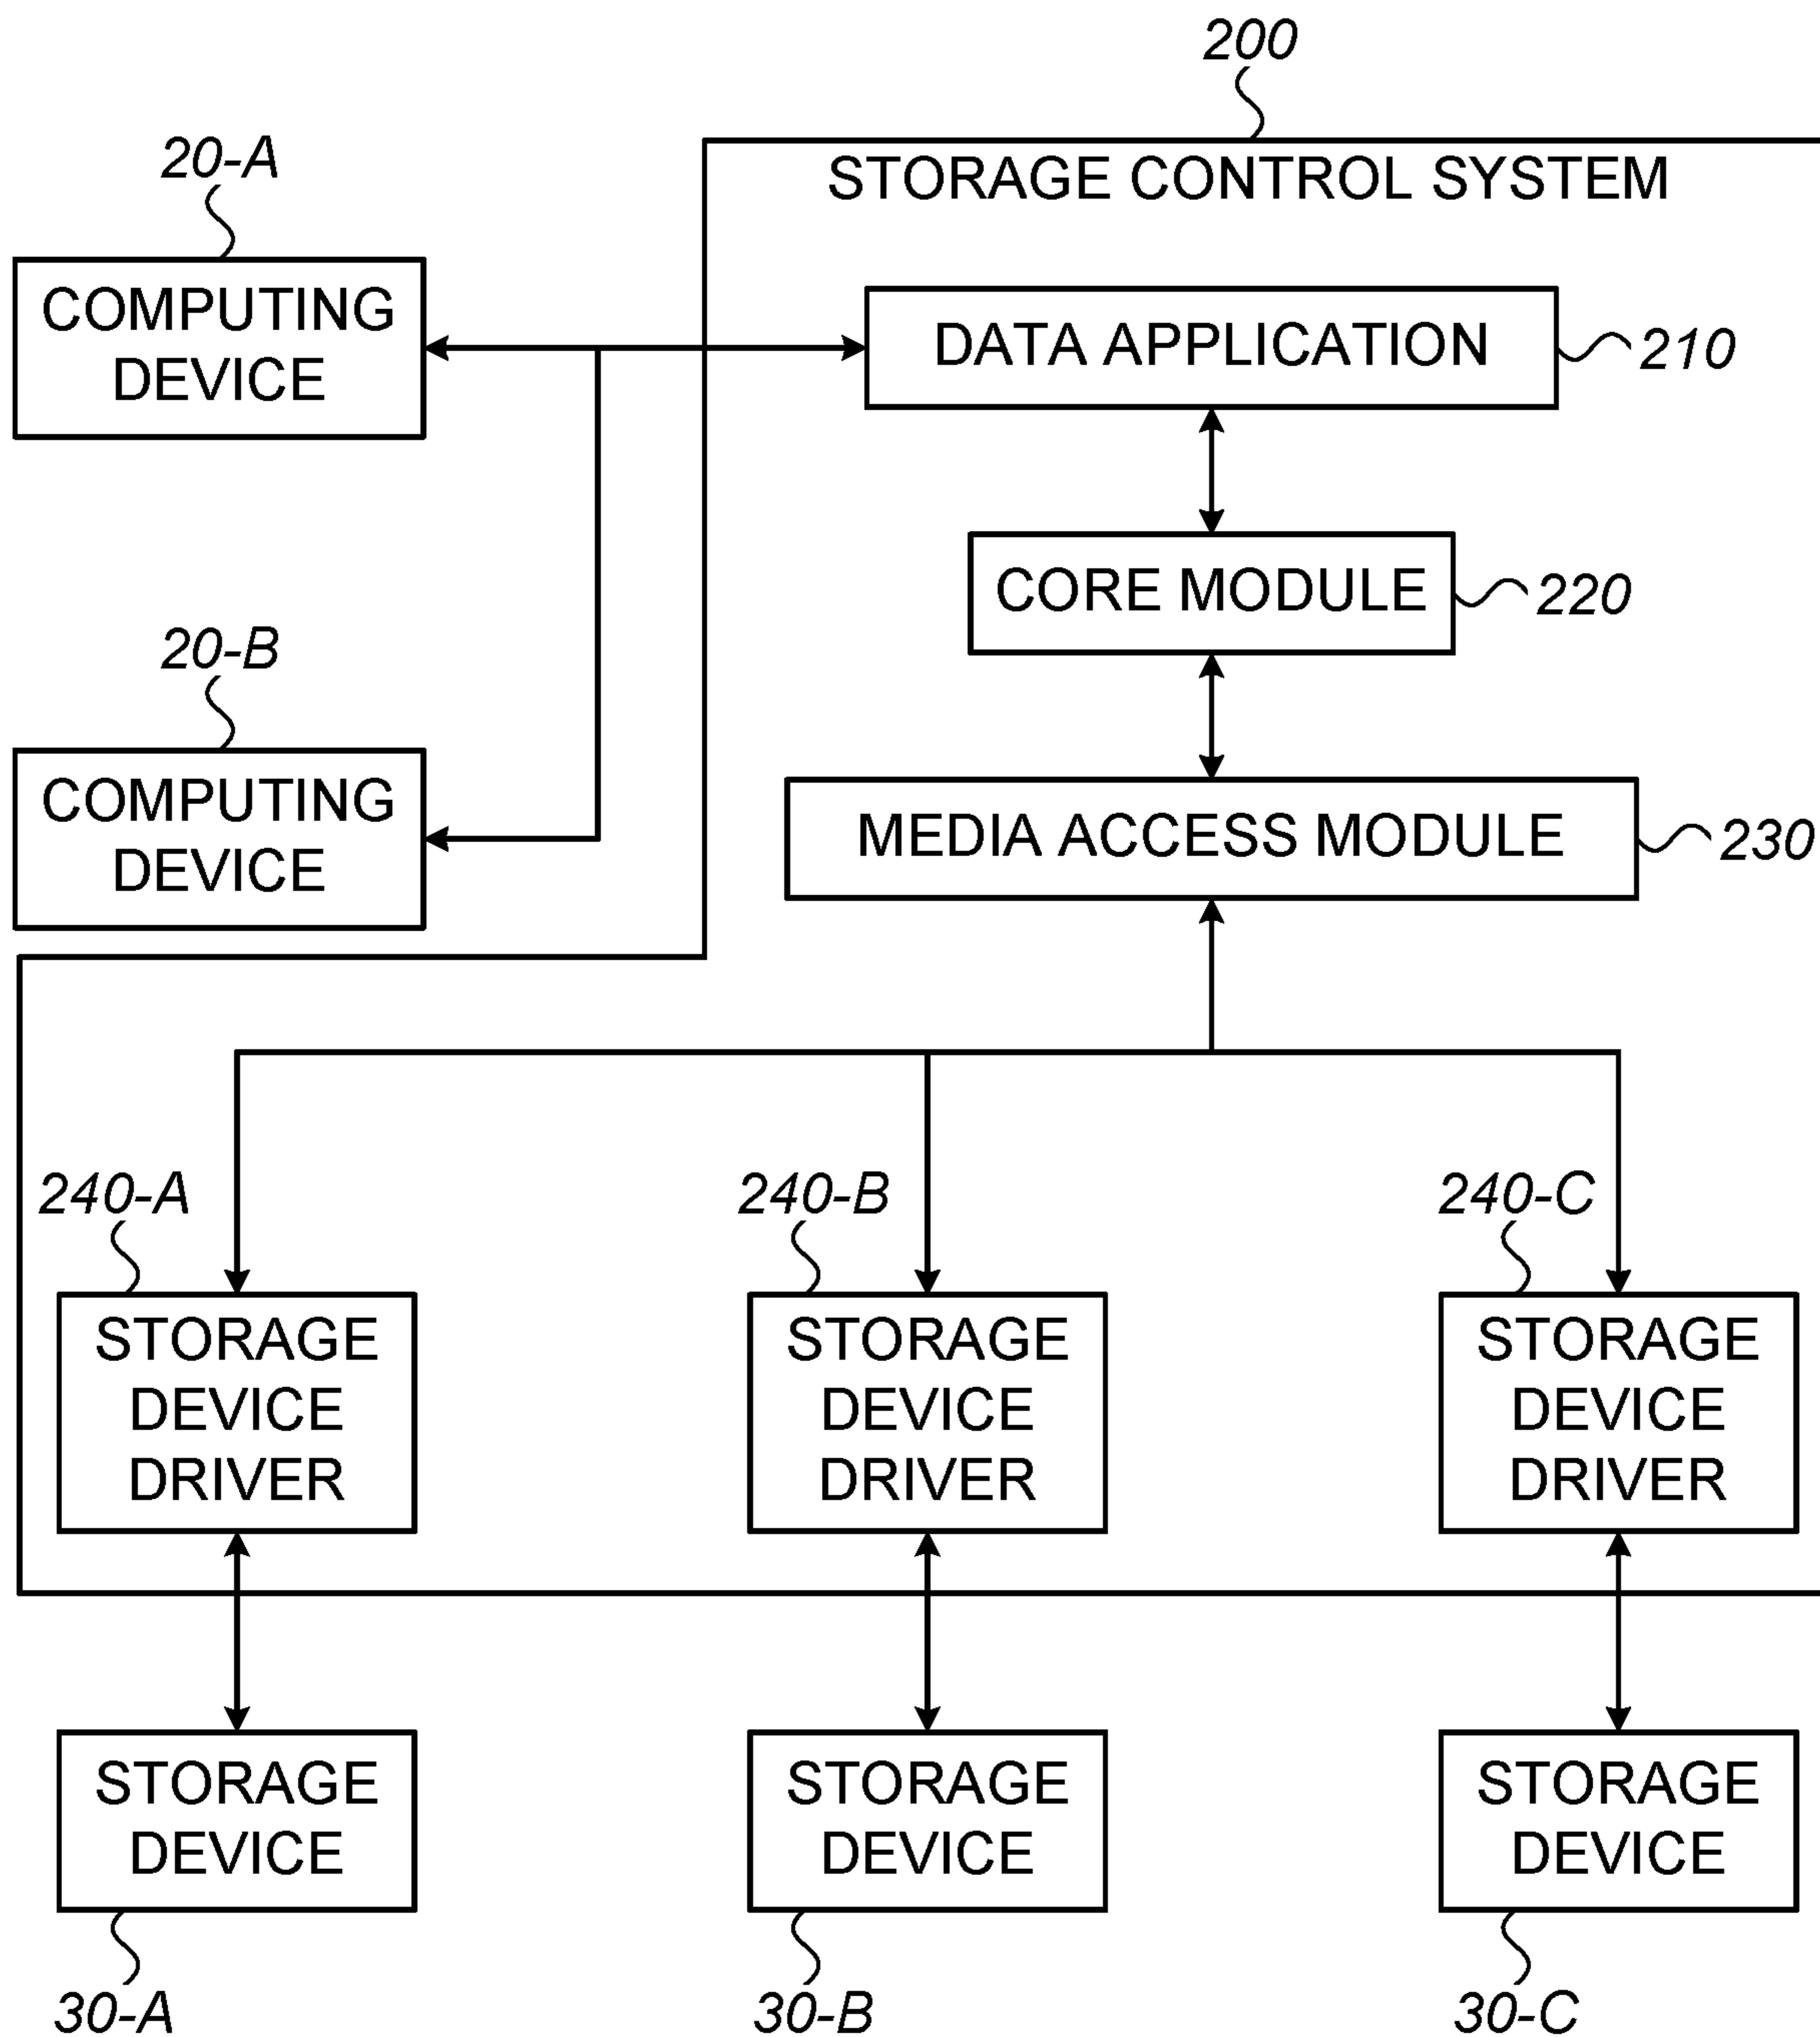 200
20-A
STORAGE CONTROL SYSTEM
COMPUTING
DEVICE
DATA APPLICATION
210
CORE MODULE
220
20-B
COMPUTING
DEVICE
MEDIA ACCESS MODULE
230
240-A
240-B
240-C
STORAGE
DEVICE
DRIVER
STORAGE
DEVICE
DRIVER
STORAGE
DEVICE
DRIVER
STORAGE
DEVICE
STORAGE
DEVICE
STORAGE
DEVICE
30-A
30-B
30-C